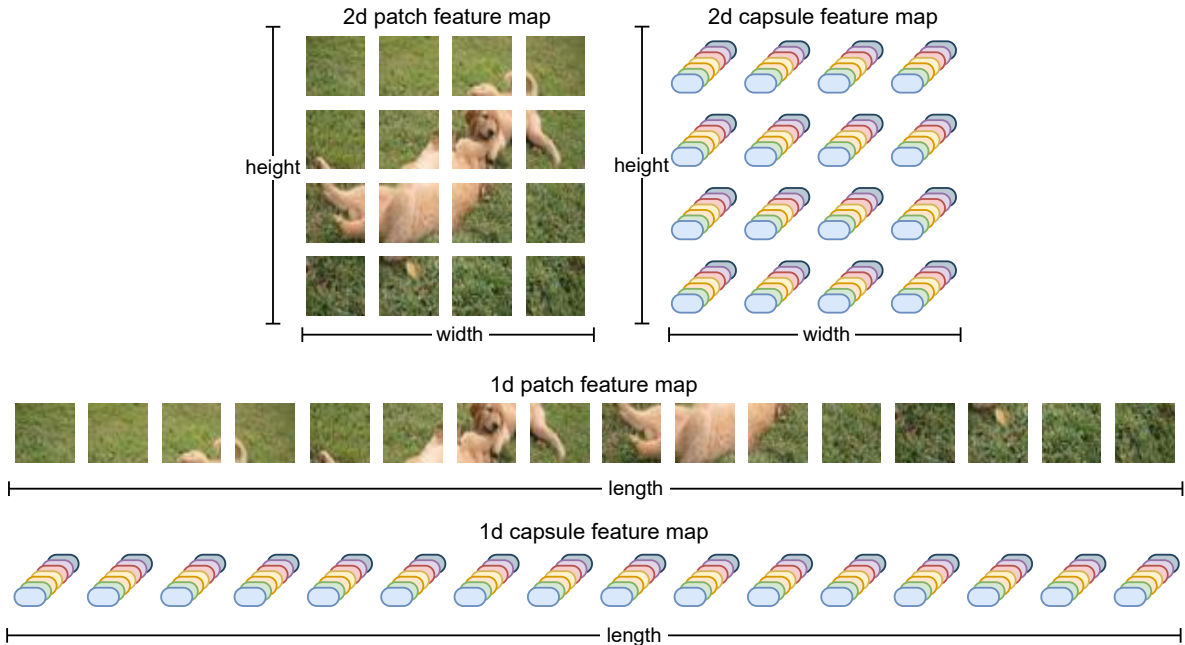 2d patch feature map
2d capsule feature map
height
height
width
width
1d patch feature map
length
1d capsule feature map
length